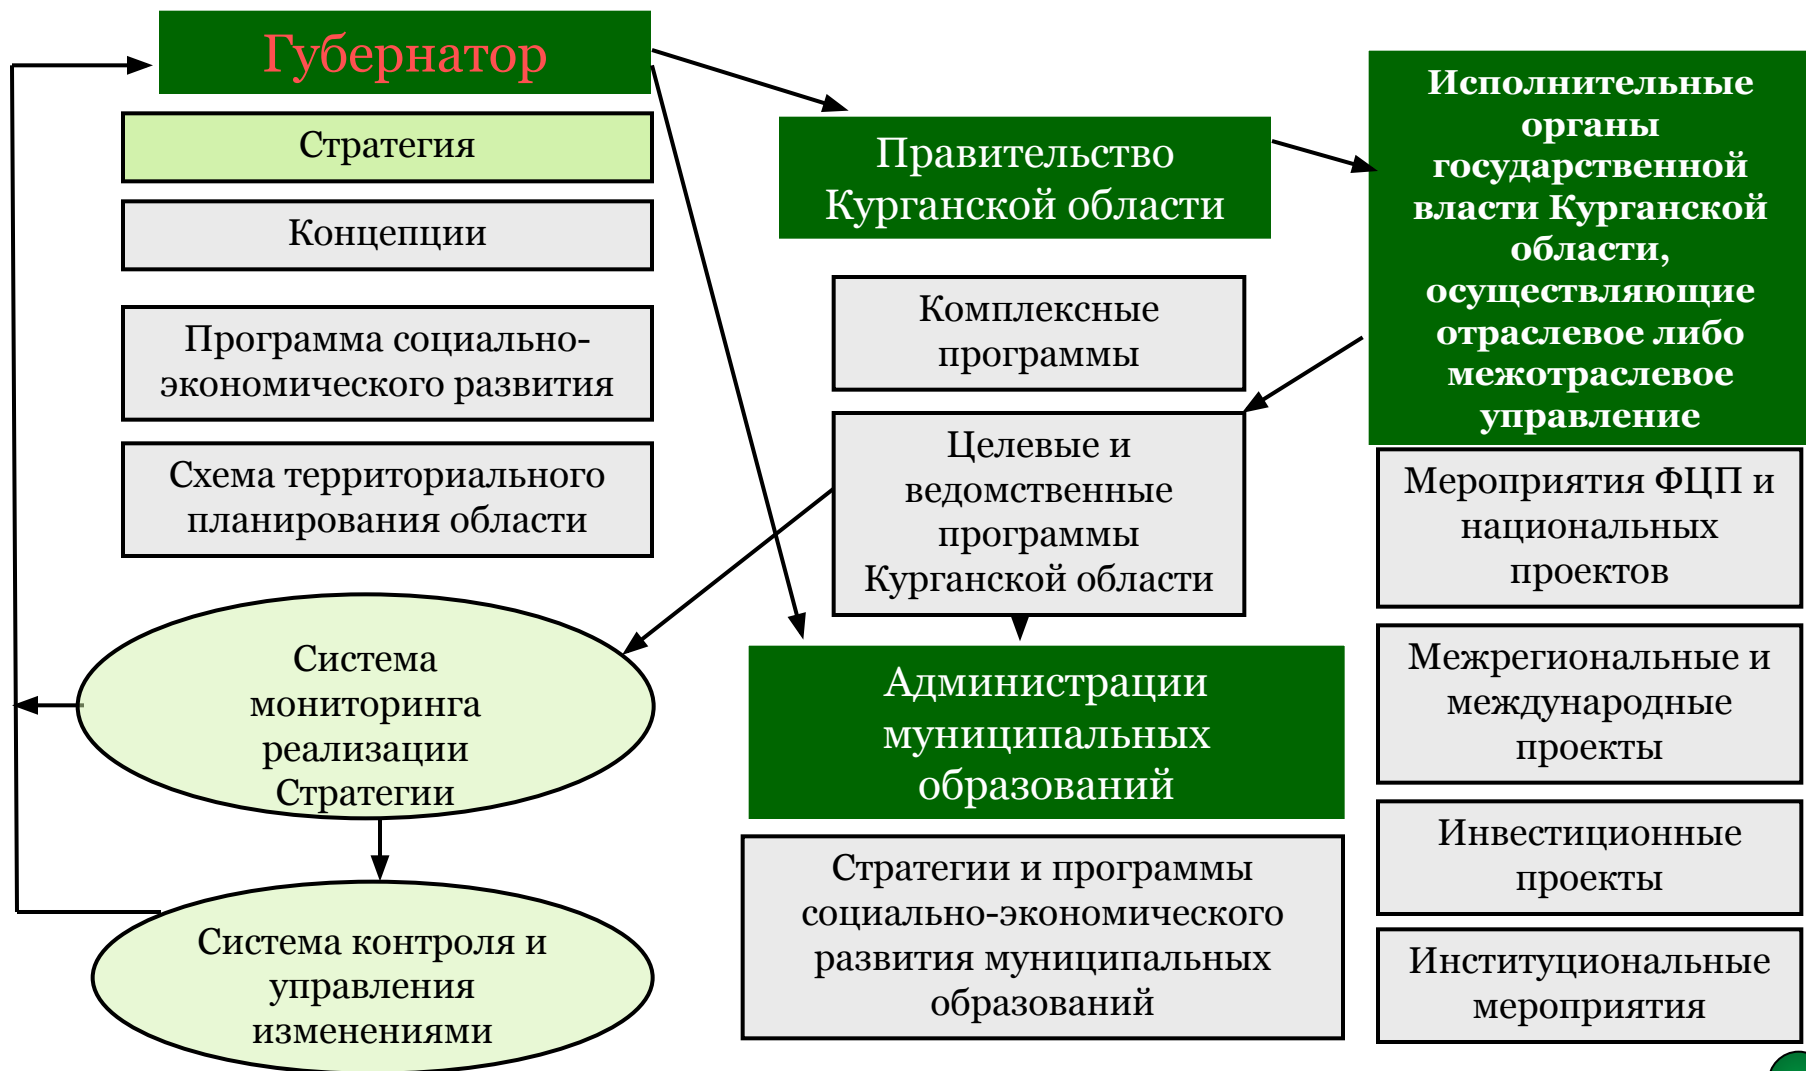 Губернатор
Стратегия
Концепции
Программа социально-
экономического развития
Схема территориального
планирования области
Система
мониторинга
реализации
Стратегии
Система контроля и
управления
изменениями
Правительство
Курганской области
Комплексные
программы
Целевые и
ведомственные
программы
Курганской области
Администрации
муниципальных
образований
Стратегии и программы
социально-экономического
развития муниципальных
образований
Исполнительные
органы
государственной
власти Курганской
области,
осуществляющие
отраслевое либо
межотраслевое
управление
Мероприятия ФЦП и
национальных
проектов
Межрегиональные и
международные
проекты
Инвестиционные
проекты
Институциональные
мероприятия